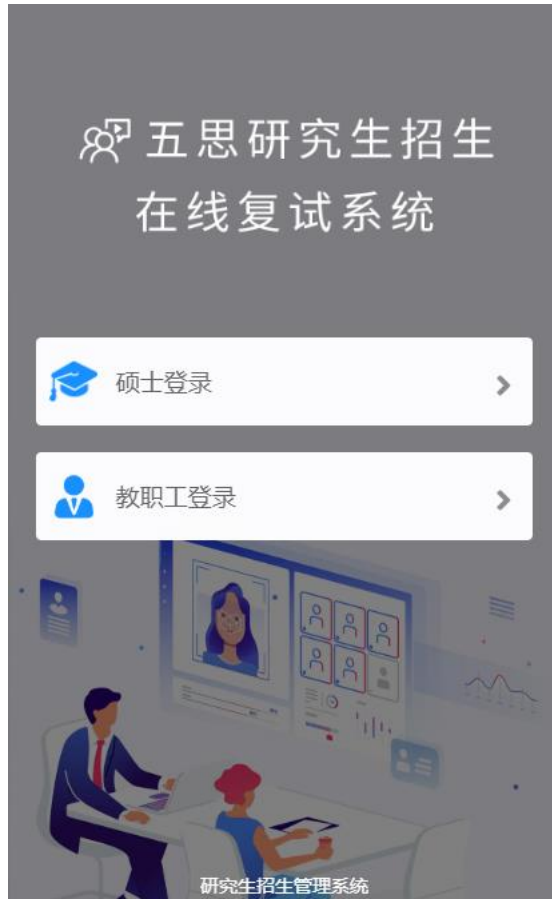 五思研究生招生
在线复试系统
硕士登录
教职工登录
研究生招生管理系统